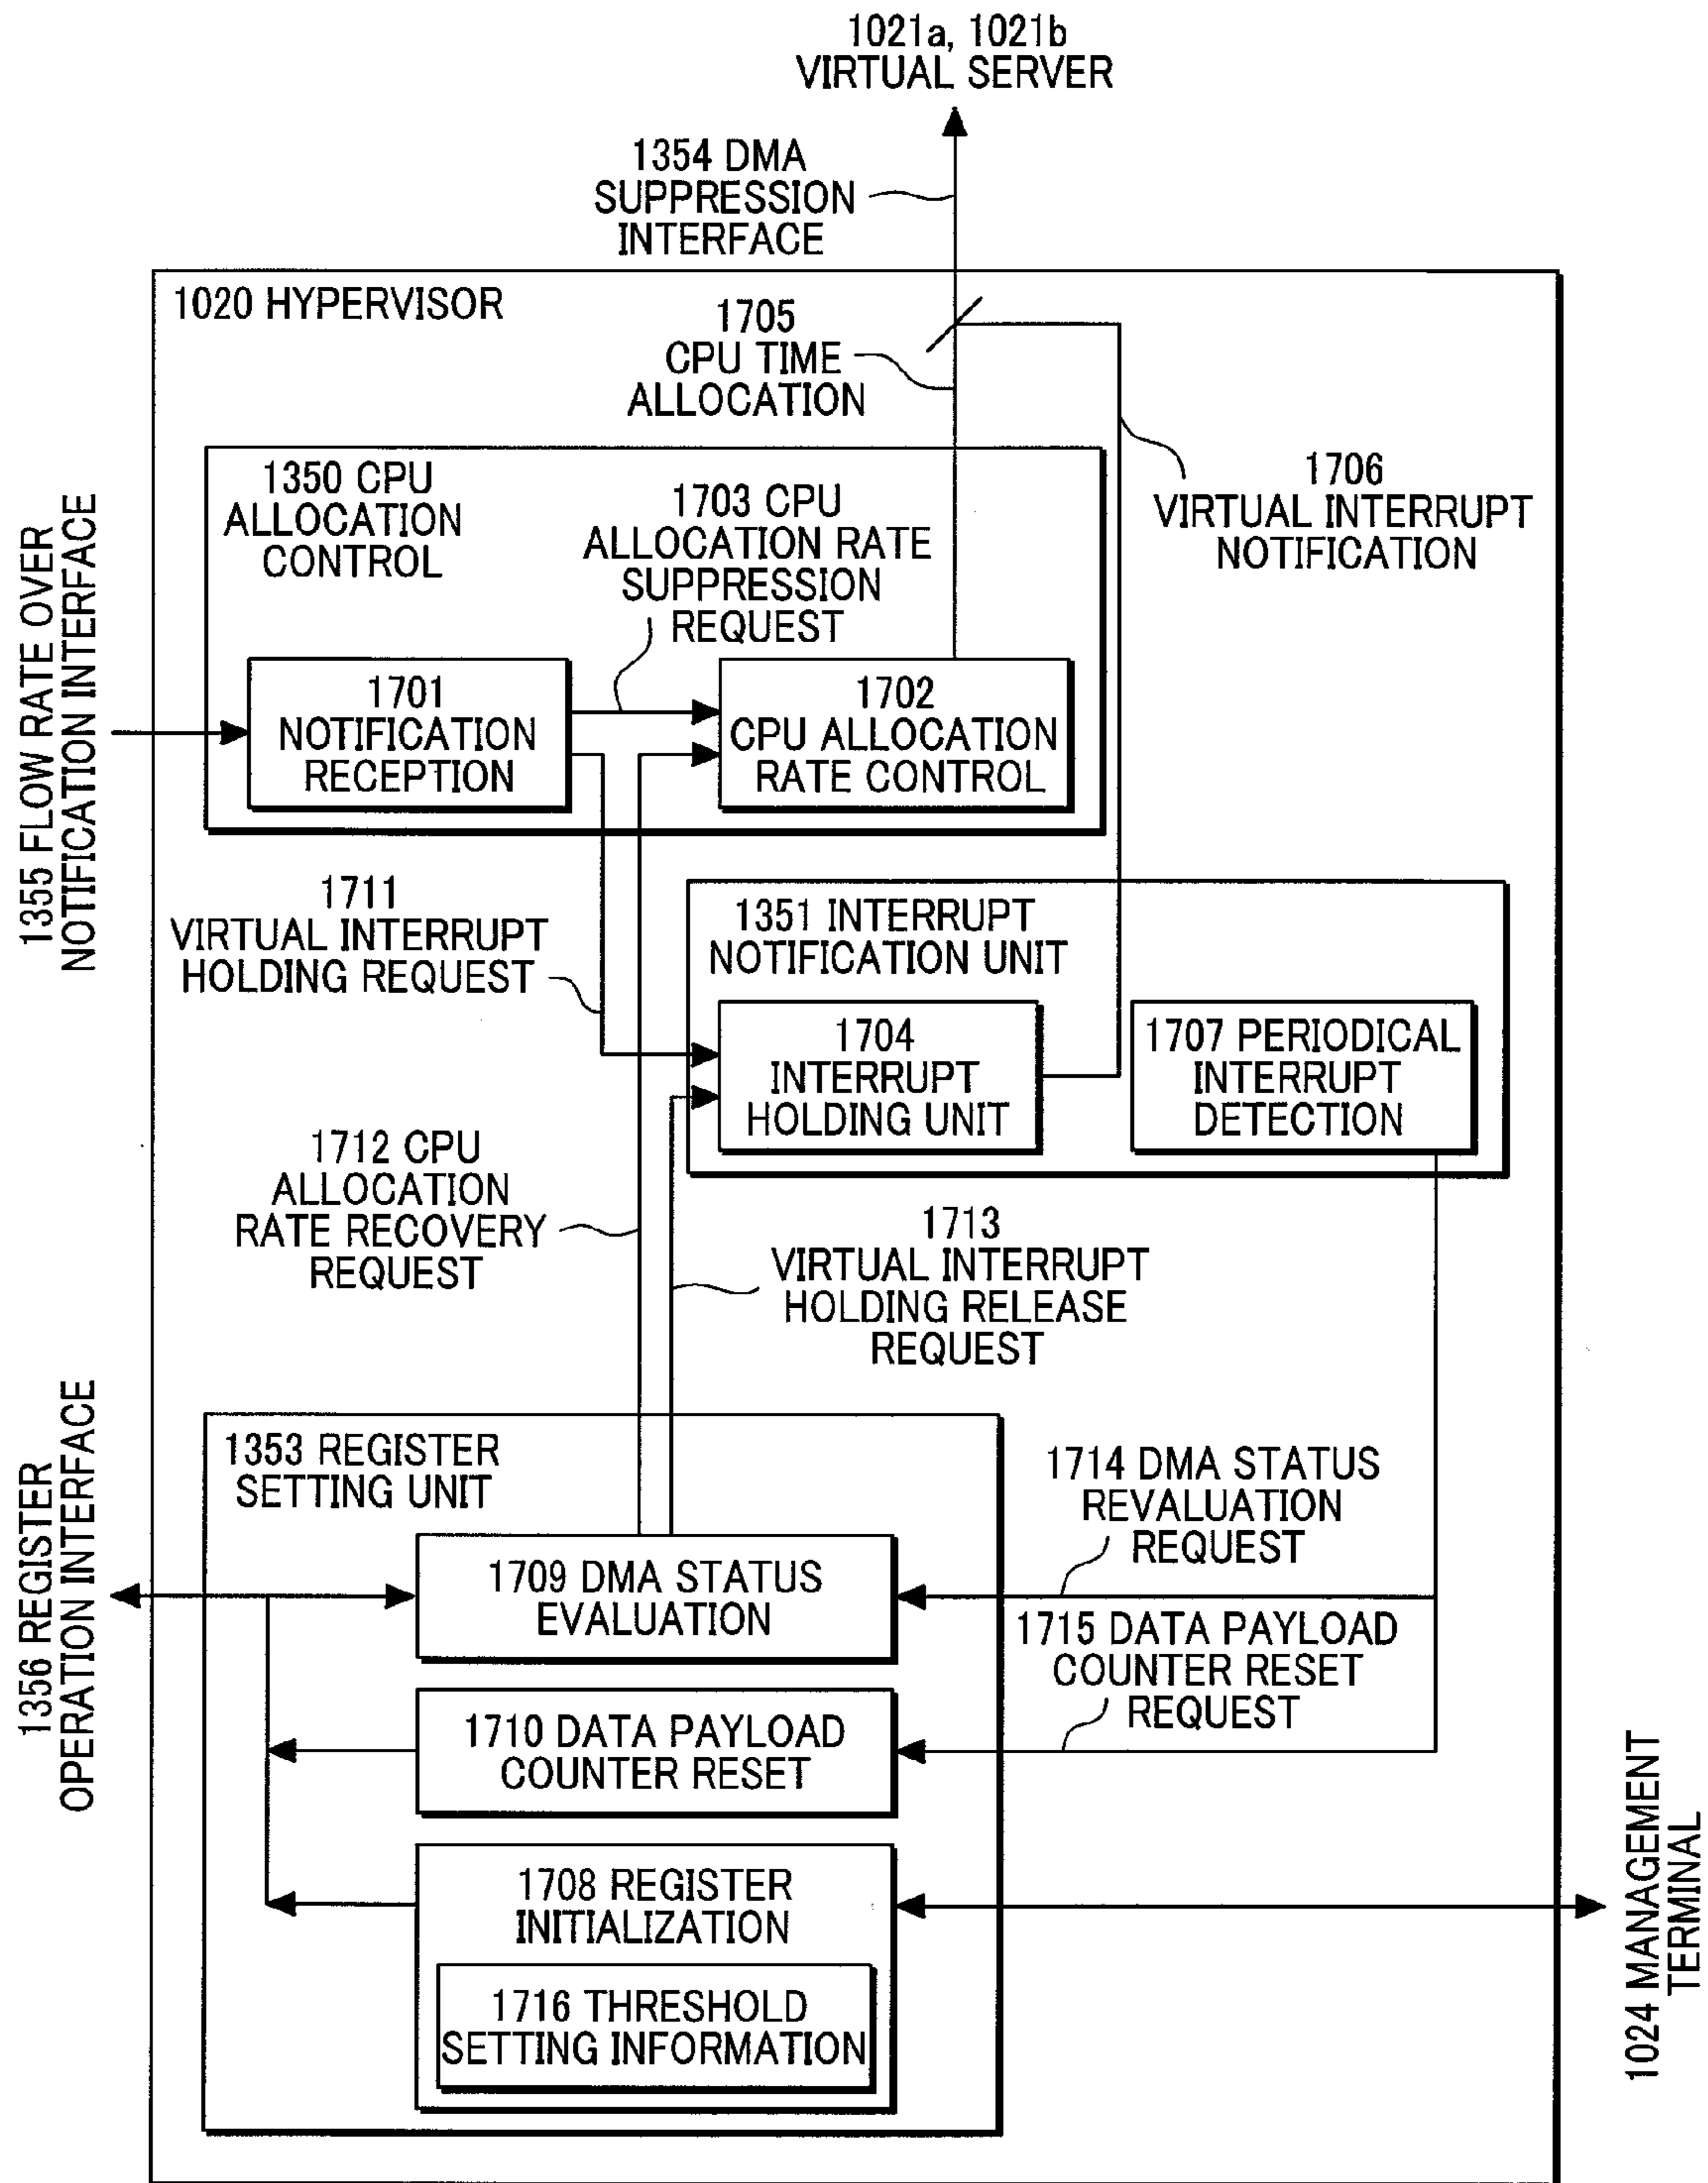 1021a, 1021b
VIRTUAL SERVER
1354 DMA
SUPPRESSION
INTERFACE
1020 HYPERVISOR
1705
CPU TIME
ALLOCATION
1706
VIRTUAL INTERRUPT
NOTIFICATION
1350 CPU
ALLOCATION
CONTROL
1703 CPU
ALLOCATION RATE
SUPPRESSION
REQUEST
1355 FLOW RATE OVER
NOTIFICATION INTERFACE
1701
NOTIFICATION
RECEPTION
1702
CPU ALLOCATION
RATE CONTROL
1711
VIRTUAL INTERRUPT
HOLDING REQUEST
1351 INTERRUPT
NOTIFICATION UNIT
1704
INTERRUPT
HOLDING UNIT
1707 PERIODICAL
INTERRUPT
DETECTION
1712 CPU
ALLOCATION
RATE RECOVERY
REQUEST
1713
VIRTUAL INTERRUPT
HOLDING RELEASE
REQUEST
1356 REGISTER
OPERATION INTERFACE
1353 REGISTER
SETTING UNIT
1714 DMA STATUS
REVALUATION
REQUEST
1709 DMA STATUS
EVALUATION
1715 DATA PAYLOAD
COUNTER RESET
REQUEST
1710 DATA PAYLOAD
COUNTER RESET
1708 REGISTER
INITIALIZATION
1716 THRESHOLD
SETTING INFORMATION
1024 MANAGEMENT
TERMINAL